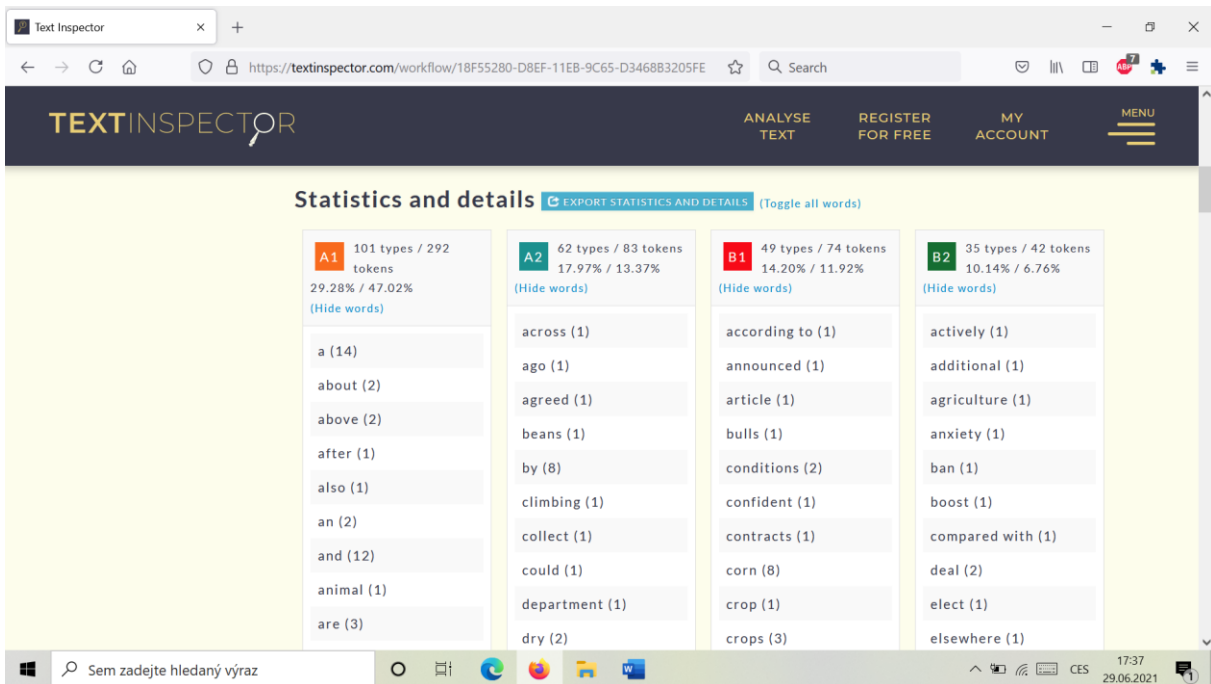 Text Inspector
https://textinspector.com/workflow/18F55280-D8EF-11EB-9C65-D3468B3205FE
Search
7
ABP
TEXTINSPECTOR
ANALYSE TEXT
REGISTER FOR FREE
MY ACCOUNT
MENU
Statistics and details
EXPORT STATISTICS AND DETAILS
(Toggle all words)
A1
101 types / 292
tokens
29.28% / 47.02%
(Hide words)
a (14)
about (2)
above (2)
after (1)
also (1)
an (2)
and (12)
animal (1)
are (3)
A2
62 types / 83 tokens
17.97% / 13.37%
(Hide words)
across (1)
ago (1)
agreed (1)
beans (1)
by (8)
climbing (1)
collect (1)
could (1)
department (1)
dry (2)
B1
49 types / 74 tokens
14.20% / 11.92%
(Hide words)
according to (1)
announced (1)
article (1)
bulls (1)
conditions (2)
confident (1)
contracts (1)
corn (8)
crop (1)
crops (3)
B2
35 types / 42 tokens
10.14% / 6.76%
(Hide words)
actively (1)
additional (1)
agriculture (1)
anxiety (1)
ban (1)
boost (1)
compared with (1)
deal (2)
elect (1)
elsewhere (1)
Sem zadejte hledaný výraz
W
CES
17:37
29.06.2021
1